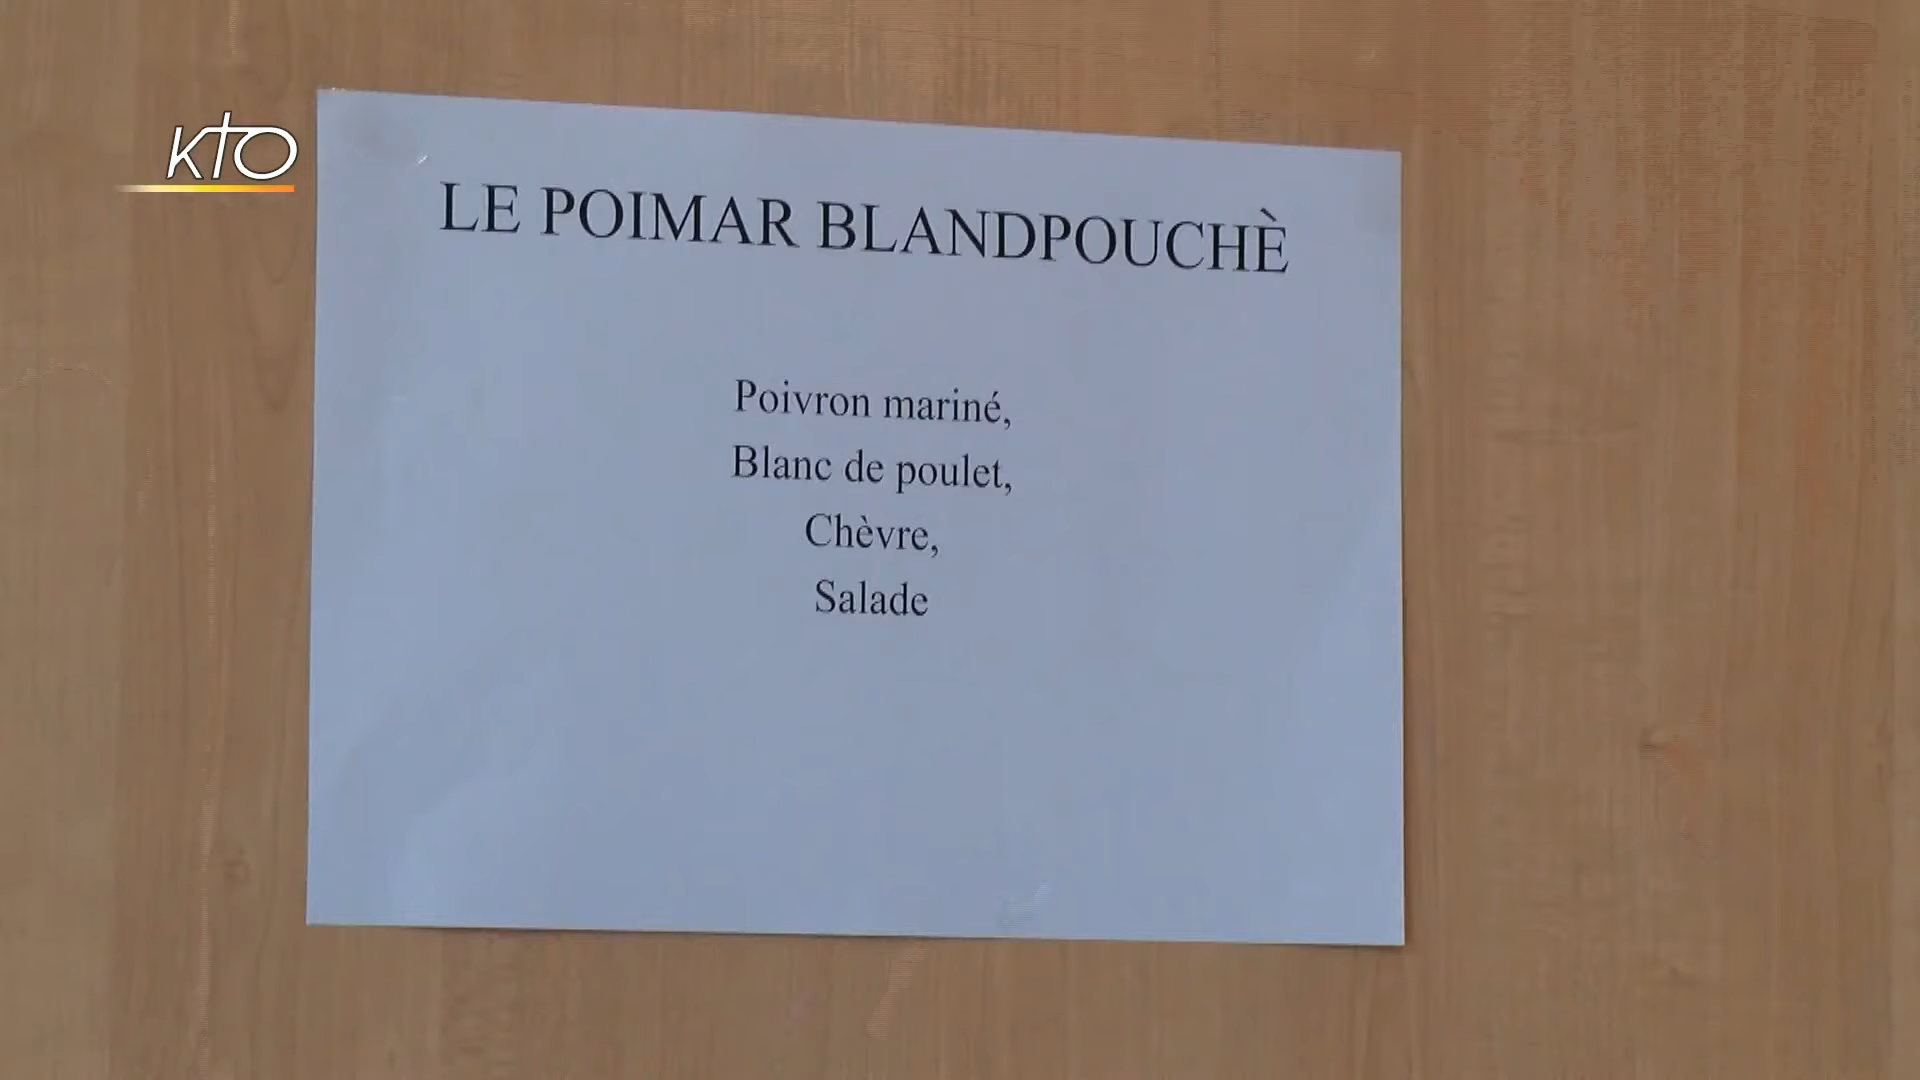 KTO
LE POIMAR BLANDPOUCHÈ
Poivron mariné,
Blanc de poulet,
Chèvre,
Salade